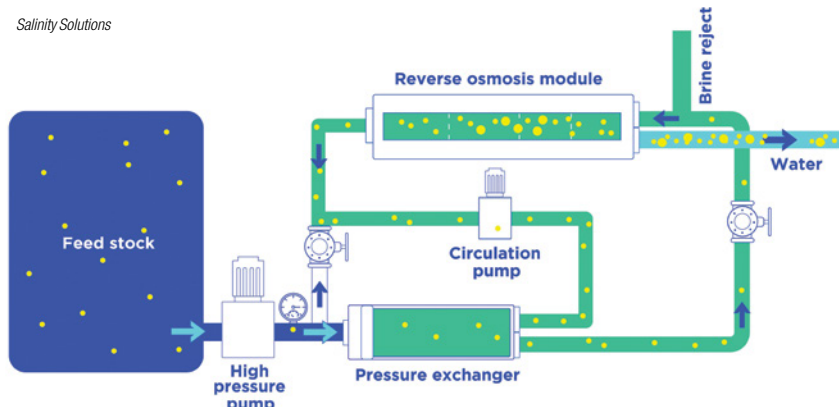 Salinity Solutions
Reverse osmosis module
Brine reject
Water
Feed stock
Circulation
pump
High
pressure
pump
Pressure exchanger